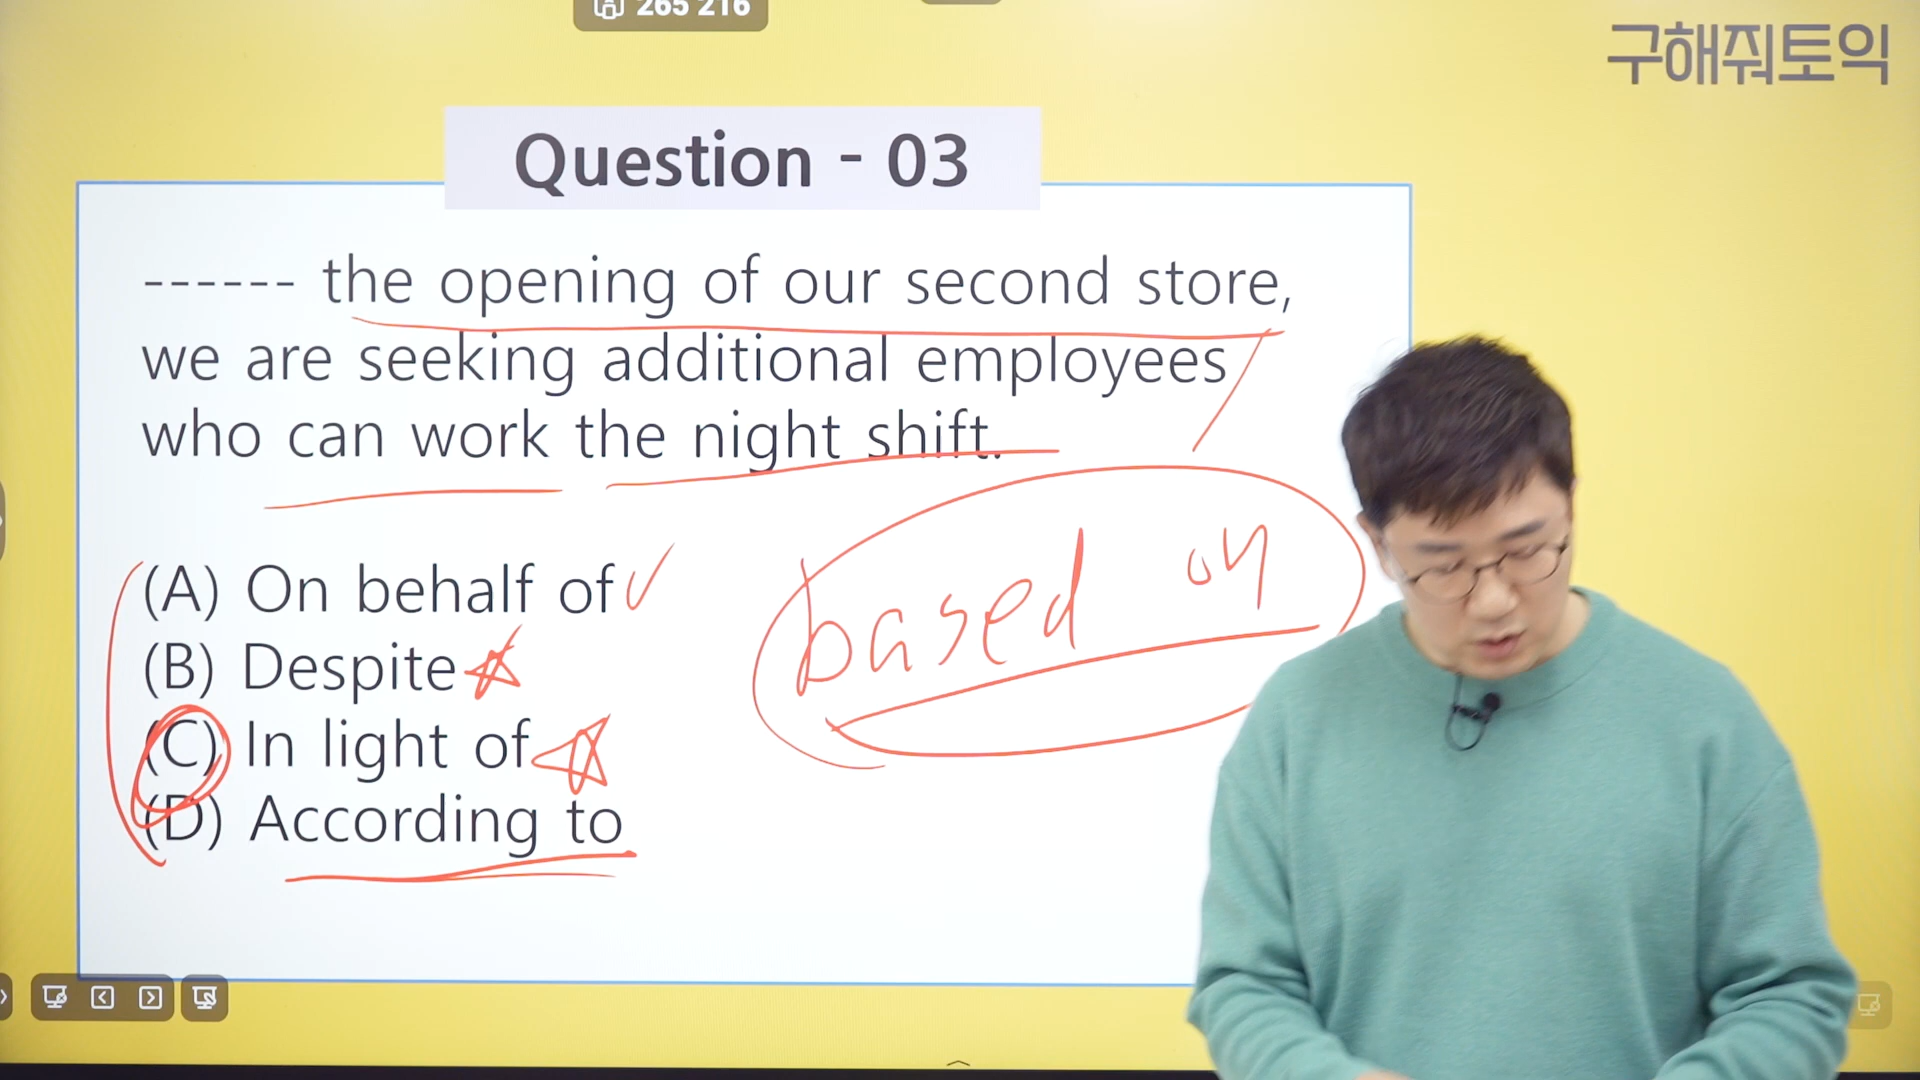 265 216
구해줘토익
Question - 03
------ the opening of our second store,
we are seeking additional employees
who can work the night shift.
(A) On behalf of
(B) Despite
(C) In light of
(D) According to
based on